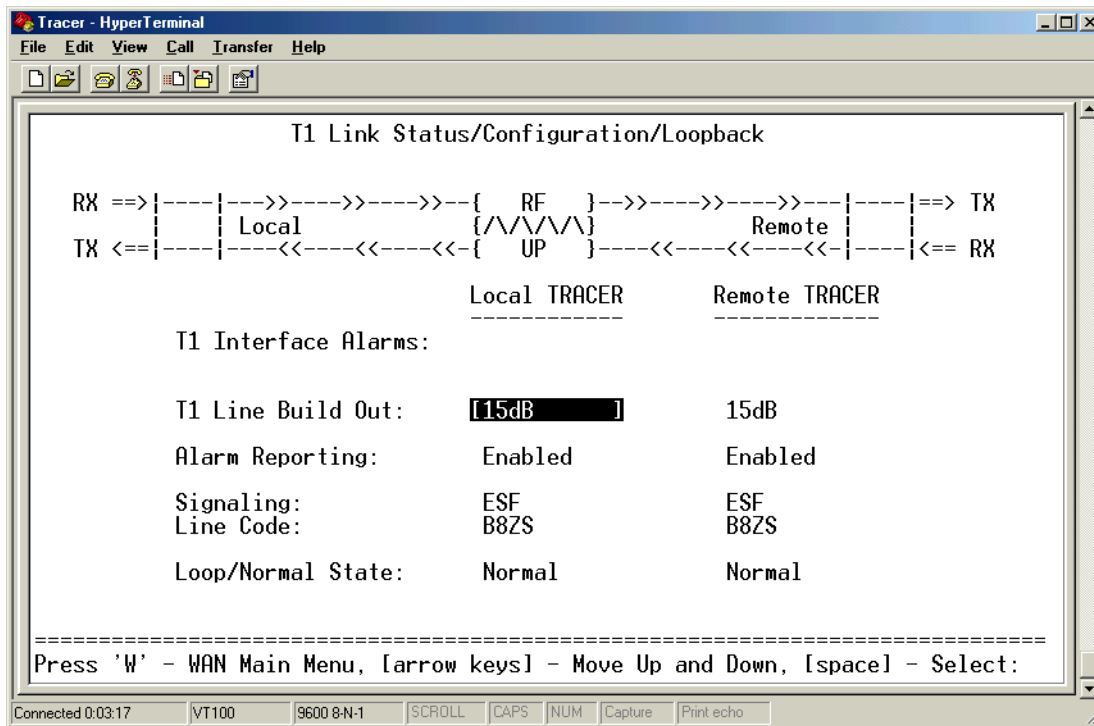 Tracer - HyperTerminal
File Edit View Call Transfer Help
T1 Link Status/Configuration/Loopback
RX ==>|----|--->>---->>---->>--{ RF }-->>---->>---->>---|----|==> TX
| | Local {/\/\/\/\} Remote | |
TX <==|----|----<<----<<----<<-{ UP }----<<----<<----<<-|----|<== RX
Local TRACER Remote TRACER
------------ -------------
T1 Interface Alarms:
T1 Line Build Out: [15dB ] 15dB
Alarm Reporting: Enabled Enabled
Signaling: ESF ESF
Line Code: B8ZS B8ZS
Loop/Normal State: Normal Normal
===============================================================================
Press 'W' - WAN Main Menu, [arrow keys] - Move Up and Down, [space] - Select:
Connected 0:03:17 VT100 9600 8-N-1 SCROLL CAPS NUM Capture Print echo